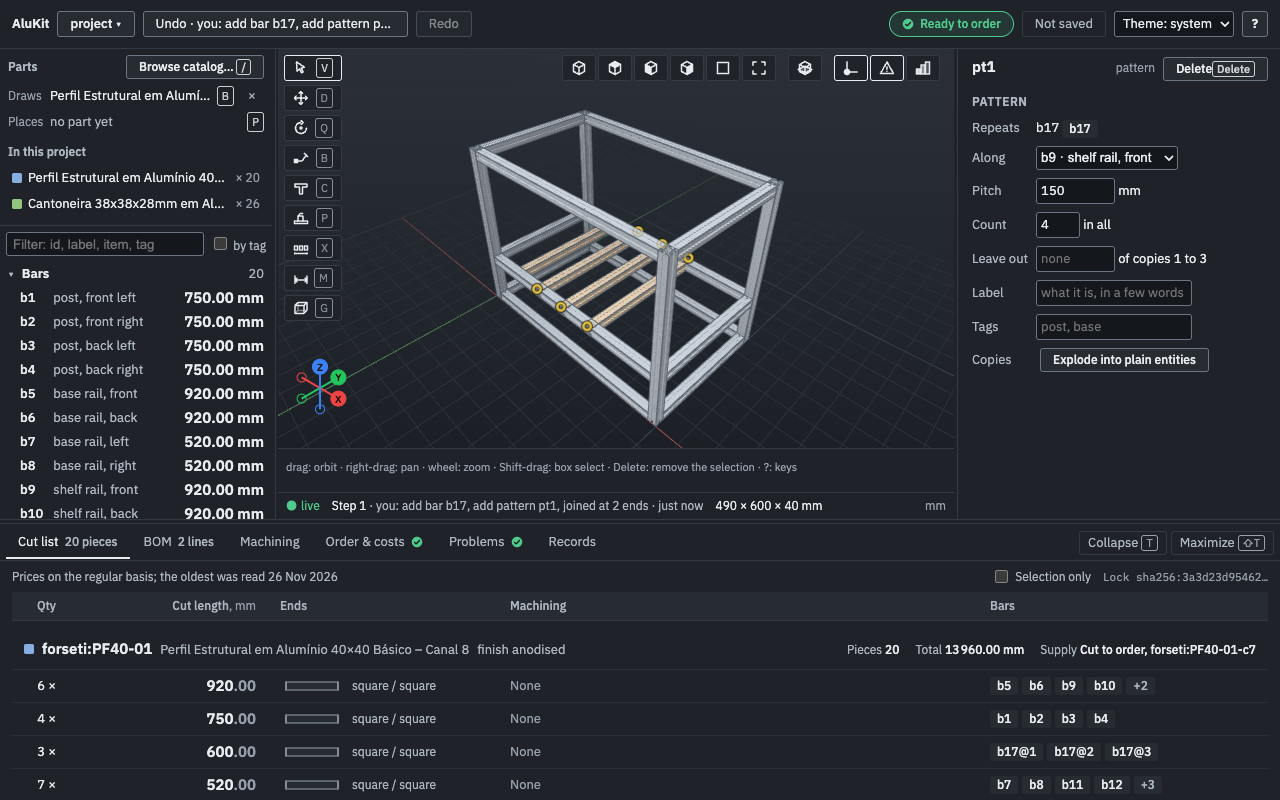 AluKit project ▾ Undo · you: add bar b17, add pattern p... Redo Ready to order Not saved Theme: system ?
Parts Browse catalog... /
Draws Perfil Estrutural em Alumí... B ×
Places no part yet P
In this project
Perfil Estrutural em Alumínio 40... × 20
Cantoneira 38x38x28mm em Al... × 26
Filter: id, label, item, tag by tag
▾ Bars 20
b1 post, front left 750.00 mm
b2 post, front right 750.00 mm
b3 post, back left 750.00 mm
b4 post, back right 750.00 mm
b5 base rail, front 920.00 mm
b6 base rail, back 920.00 mm
b7 base rail, left 520.00 mm
b8 base rail, right 520.00 mm
b9 shelf rail, front 920.00 mm
b10 shelf rail, back 920.00 mm
V
D
Q
B
C
P
X
M
G
Z
Y
X
drag: orbit · right-drag: pan · wheel: zoom · Shift-drag: box select · Delete: remove the selection · ?: keys
live Step 1 · you: add bar b17, add pattern pt1, joined at 2 ends · just now 490 × 600 × 40 mm mm
pt1 pattern Delete Delete
PATTERN
Repeats b17 b17
Along b9 · shelf rail, front
Pitch 150 mm
Count 4 in all
Leave out none of copies 1 to 3
Label what it is, in a few words
Tags post, base
Copies Explode into plain entities
Cut list 20 pieces BOM 2 lines Machining Order & costs Problems Records Collapse T Maximize ⇧T
Prices on the regular basis; the oldest was read 26 Nov 2026 Selection only Lock sha256:3a3d23d95462…
Qty Cut length, mm Ends Machining Bars
forseti:PF40-01 Perfil Estrutural em Alumínio 40×40 Básico – Canal 8 finish anodised Pieces 20 Total 13 960.00 mm Supply Cut to order, forseti:PF40-01-c7
6 × 920.00 square / square None b5 b6 b9 b10 +2
4 × 750.00 square / square None b1 b2 b3 b4
3 × 600.00 square / square None b17@1 b17@2 b17@3
7 × 520.00 square / square None b7 b8 b11 b12 +3